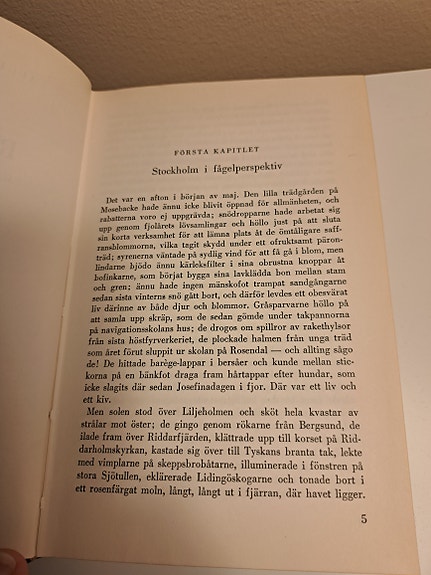 FÖRSTA KAPITLET
Stockholm i fågelperspektiv
Det var en afton i början av maj. Den lilla trädgården på
Mosebacke hade ännu icke blivit öppnad för allmänheten, och
rabatterna voro ej uppgrävda; snödropparne hade arbetat sig
upp genom fjolårets lövsamlingar och höllo just på att sluta
sin korta verksamhet för att lämna plats åt de ömtåligare saff-
ransblommorna, vilka tagit skydd under ett ofruktsamt päron-
träd; syrenerna väntade på sydlig vind för att få gå i blom, men
lindarne bjödo ännu kärleksfilter i sina obrustna knoppar åt
bofinkarne, som börjat bygga sina lavklädda bon mellan stam
och gren; ännu hade ingen mänskofot trampat sandgångarne
sedan sista vinterns snö gått bort, och därför levdes ett obesvärat
liv därinne av både djur och blommor. Gråsparvarne höllo på
att samla upp skräp, som de sedan gömde under takpannorna
på navigationsskolans hus; de drogos om spillror av rakethylsor
från sista höstfyrverkeriet, de plockade halmen från unga träd
som året förut sluppit ur skolan på Rosendal — och allting sågo
de! De hittade barège-lappar i bersåer och kunde mellan stic-
korna på en bänkfot draga fram hårtappar efter hundar, som
icke slagits där sedan Josefinadagen i fjor. Där var ett liv och
ett kiv.
Men solen stod över Liljeholmen och sköt hela kvastar av
strålar mot öster; de gingo genom rökarne från Bergsund, de
ilade fram över Riddarfjärden, klättrade upp till korset på Rid-
darholmskyrkan, kastade sig över till Tyskans branta tak, lekte
med vimplarne på skeppsbrobåtarne, illuminerade i fönstren på
stora Sjötullen, eklärerade Lidingöskogarne och tonade bort i
ett rosenfärgat moln, långt, långt ut i fjärran, där havet ligger.
5